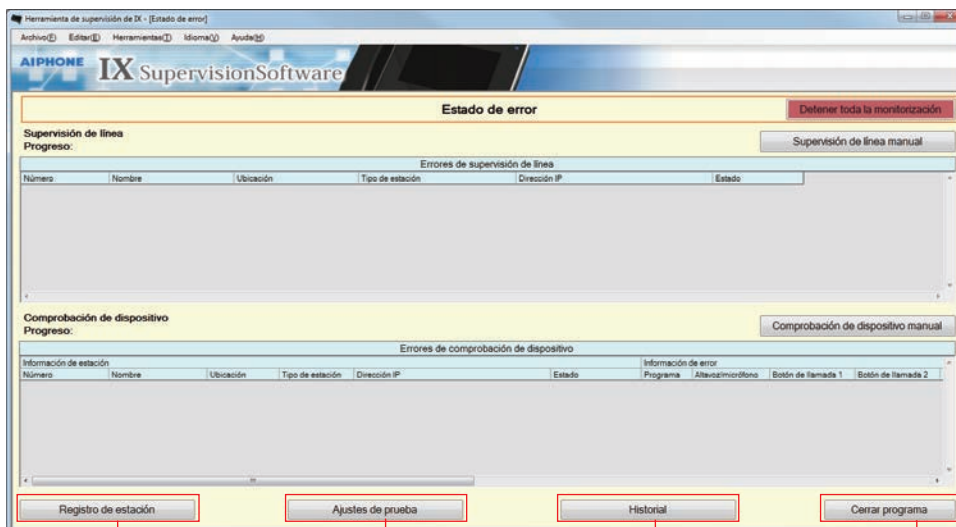 Herramienta de supervisión de IX - [Estado de error]
Archivo(F) Editar(E) Herramientas(T) Idioma(V) Ayuda(H)
AIPHONE IX SupervisionSoftware
Estado de error Detener toda la monitorización
Supervisión de línea
Progreso: Supervisión de línea manual
Errores de supervisión de línea
Número Nombre Ubicación Tipo de estación Dirección IP Estado
Comprobación de dispositivo
Progreso: Comprobación de dispositivo manual
Errores de comprobación de dispositivo
Información de estación Información de error
Número Nombre Ubicación Tipo de estación Dirección IP Estado Programa Altavoz/micrófono Botón de llamada 1 Botón de llamada 2
Registro de estación Ajustes de prueba Historial Cerrar programa